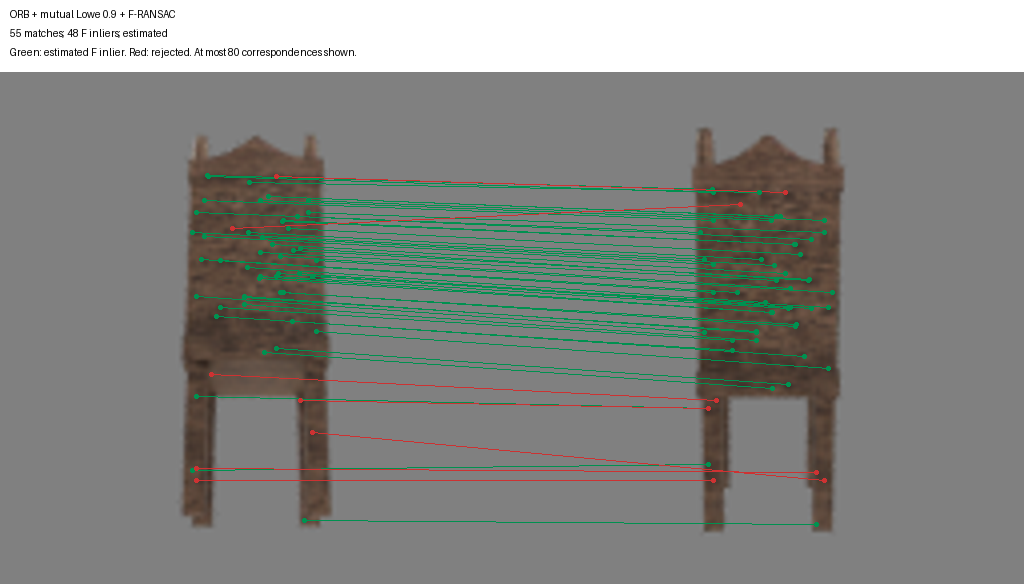 ORB + mutual Lowe 0.9 + F-RANSAC
55 matches; 48 F inliers; estimated
Green: estimated F inlier. Red: rejected. At most 80 correspondences shown.